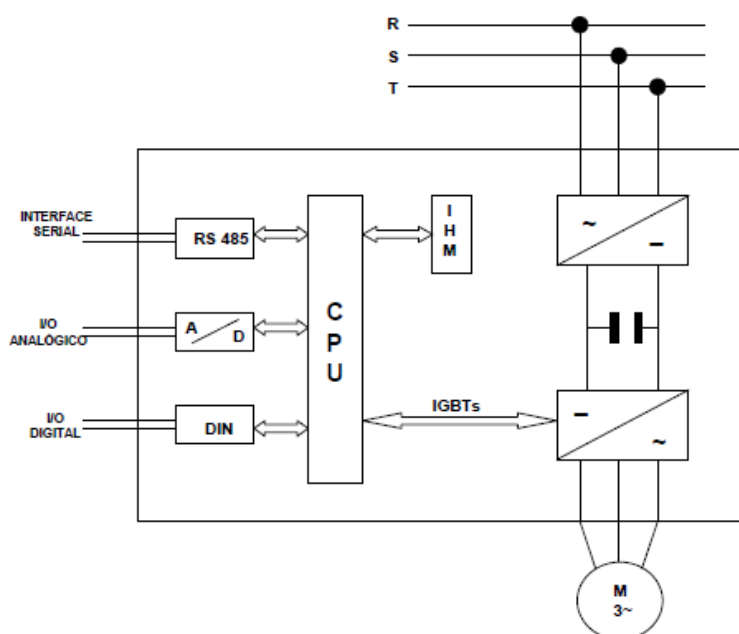 R
S
T
INTERFACE
SERIAL
RS 485
I
H
M
~
–
I/O
ANALÓGICO
A
D
C
P
U
I/O
DIGITAL
DIN
IGBTs
–
~
M
3~